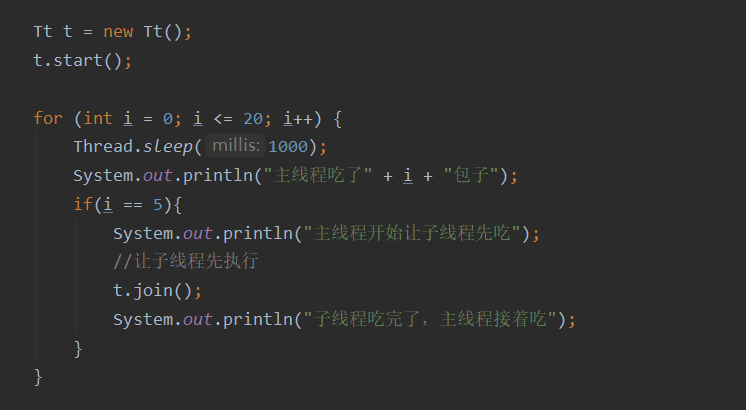 Tt t = new Tt();
t.start();
for (int i = 0; i <= 20; i++) {
Thread.sleep( millis: 1000);
System.out.println("主线程吃了" + i + "包子");
if(i == 5){
System.out.println("主线程开始让子线程先吃");
//让子线程先执行
t.join();
System.out.println("子线程吃完了，主线程接着吃");
}
}